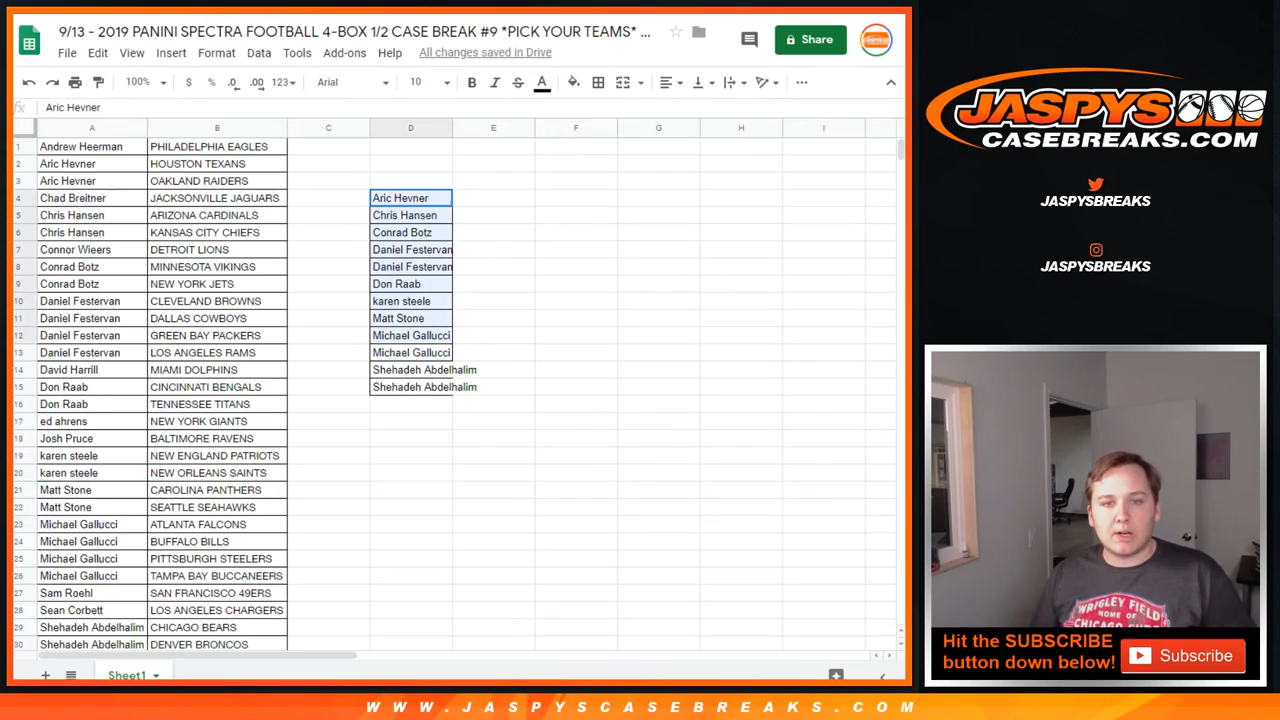 9/13 - 2019 PANINI SPECTRA FOOTBALL 4-BOX 1/2 CASE BREAK #9 *PICK YOUR TEAMS* ...
Share
File Edit View Format Data Tools Add-ons Help All changes saved in Drive
100% $ % .0 .00 123 Arial 10 B I S A
fx Aric Hevner
A B C D E F G H I
1 Andrew Heerman PHILADELPHIA EAGLES
2 Aric Hevner HOUSTON TEXANS
3 Aric Hevner OAKLAND RAIDERS
4 Chad Breitner JACKSONVILLE JAGUARS Aric Hevner
5 Chris Hansen ARIZONA CARDINALS Chris Hansen
6 Chris Hansen KANSAS CITY CHIEFS Conrad Botz
7 Connor Wieers DETROIT LIONS Daniel Festervan
8 Conrad Botz MINNESOTA VIKINGS Daniel Festervan
9 Conrad Botz NEW YORK JETS Don Raab
10 Daniel Festervan CLEVELAND BROWNS karen steele
11 Daniel Festervan DALLAS COWBOYS Matt Stone
12 Daniel Festervan GREEN BAY PACKERS Michael Gallucci
13 Daniel Festervan LOS ANGELES RAMS Michael Gallucci
14 David Harrill MIAMI DOLPHINS Shehadeh Abdelhalim
15 Don Raab CINCINNATI BENGALS Shehadeh Abdelhalim
16 Don Raab TENNESSEE TITANS
17 ed ahrens NEW YORK GIANTS
18 Josh Pruce BALTIMORE RAVENS
19 karen steele NEW ENGLAND PATRIOTS
20 karen steele NEW ORLEANS SAINTS
21 Matt Stone CAROLINA PANTHERS
22 Matt Stone SEATTLE SEAHAWKS
23 Michael Gallucci ATLANTA FALCONS
24 Michael Gallucci BUFFALO BILLS
25 Michael Gallucci PITTSBURGH STEELERS
26 Michael Gallucci TAMPA BAY BUCCANEERS
27 Sam Roehl SAN FRANCISCO 49ERS
28 Sean Corbett LOS ANGELES CHARGERS
29 Shehadeh Abdelhalim CHICAGO BEARS
30 Shehadeh Abdelhalim DENVER BRONCOS
Sheet1
JASPYS
CASEBREAKS.COM
JASPYSBREAKS
JASPYSBREAKS
WRIGLEY FIELD
HOME OF
Hit the SUBSCRIBE
button down below!
Subscribe
WWW.JASPYSCASEBREAKS.COM